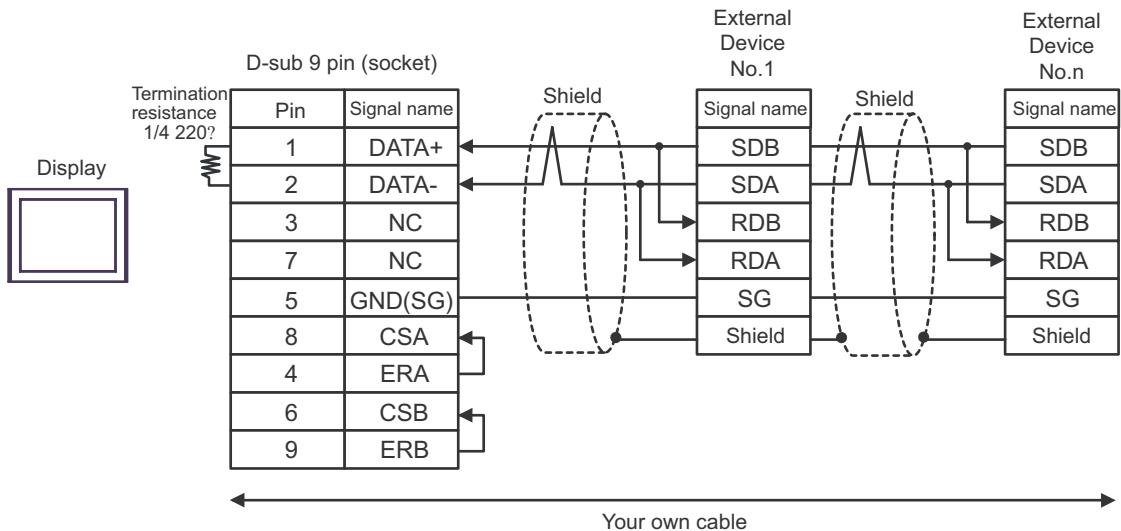 External
Device
No.1
External
Device
No.n
D-sub 9 pin (socket)
Termination
resistance
1/4 220?
Display
Shield
Shield
Pin Signal name
1 DATA+
2 DATA-
3 NC
7 NC
5 GND(SG)
8 CSA
4 ERA
6 CSB
9 ERB
Signal name
SDB
SDA
RDB
RDA
SG
Shield
Signal name
SDB
SDA
RDB
RDA
SG
Shield
Your own cable